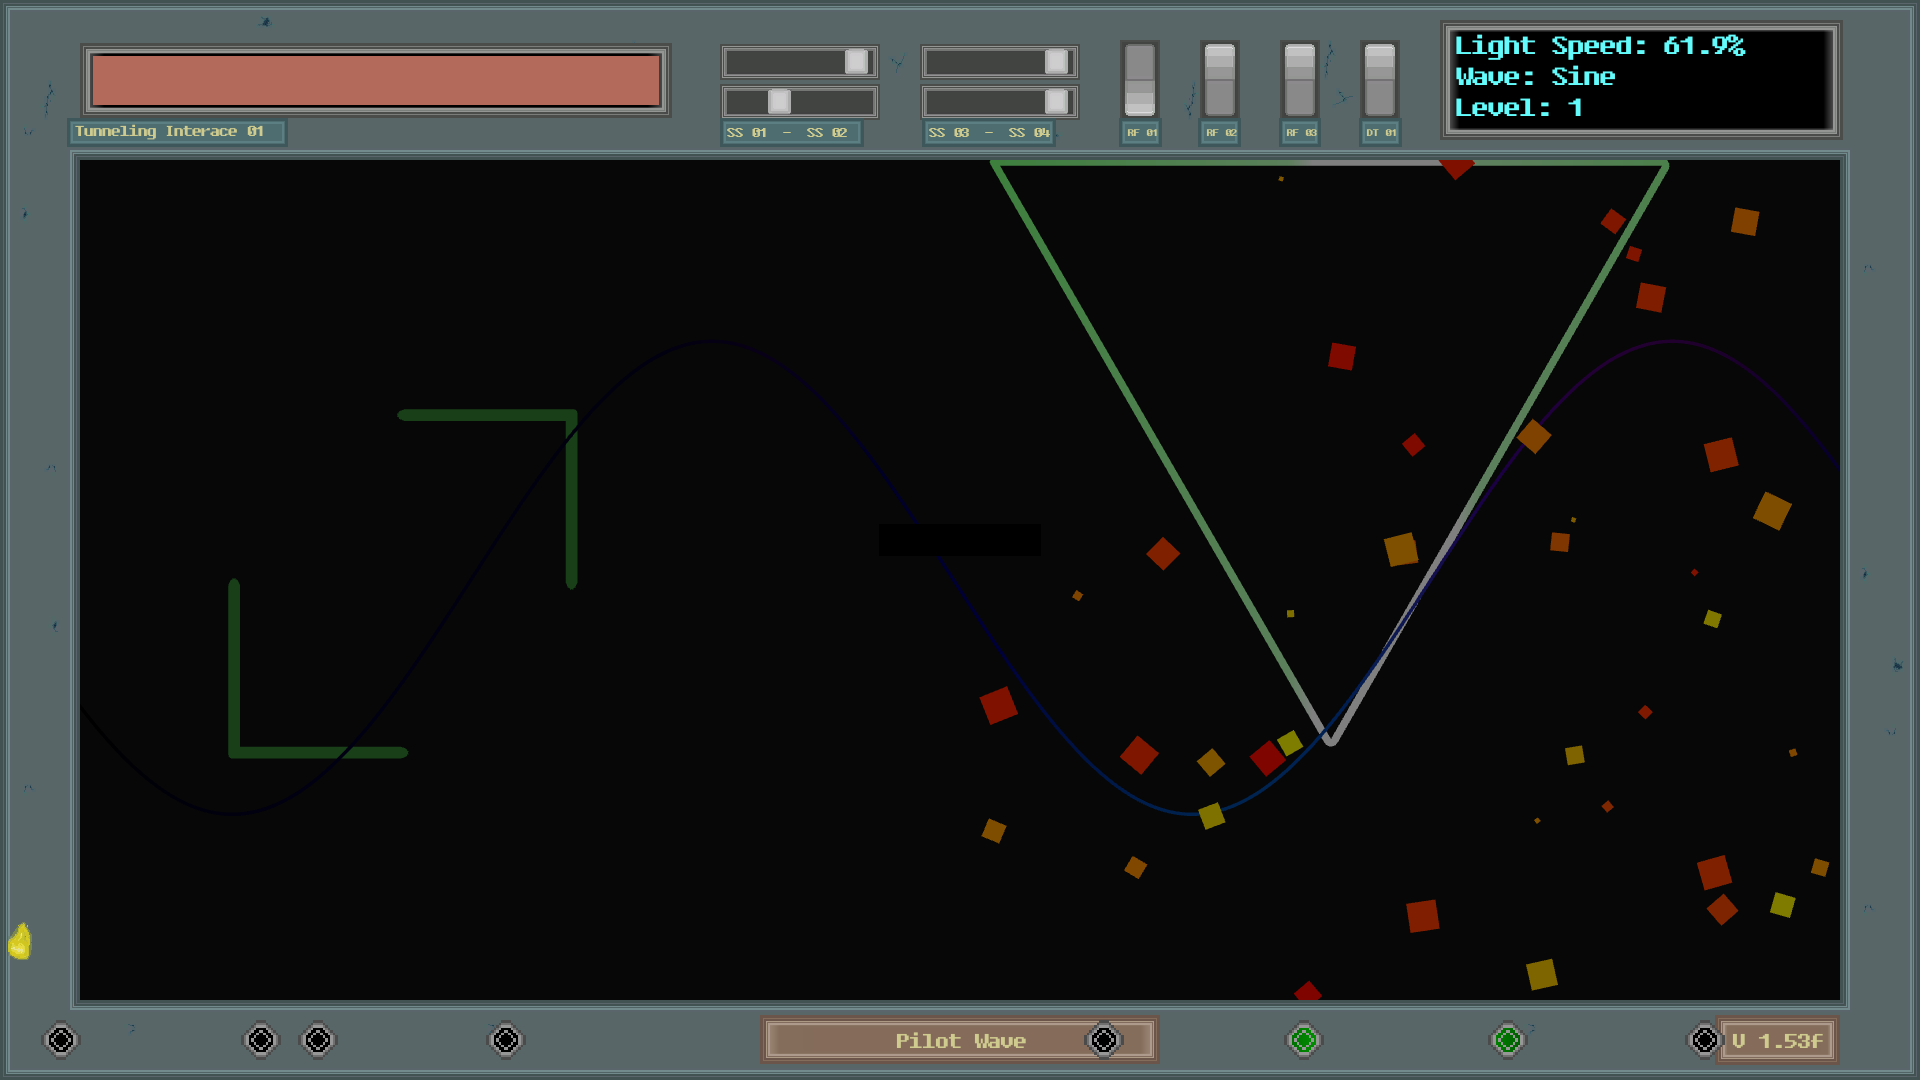 Light Speed: 61.9%
Wave: Sine
Level: 1
Tunneling Interace 01
SS 01 - SS 02
SS 03 - SS 04
RF 01
RF 02
RF 03
DT 01
Pilot Wave
V 1.53f